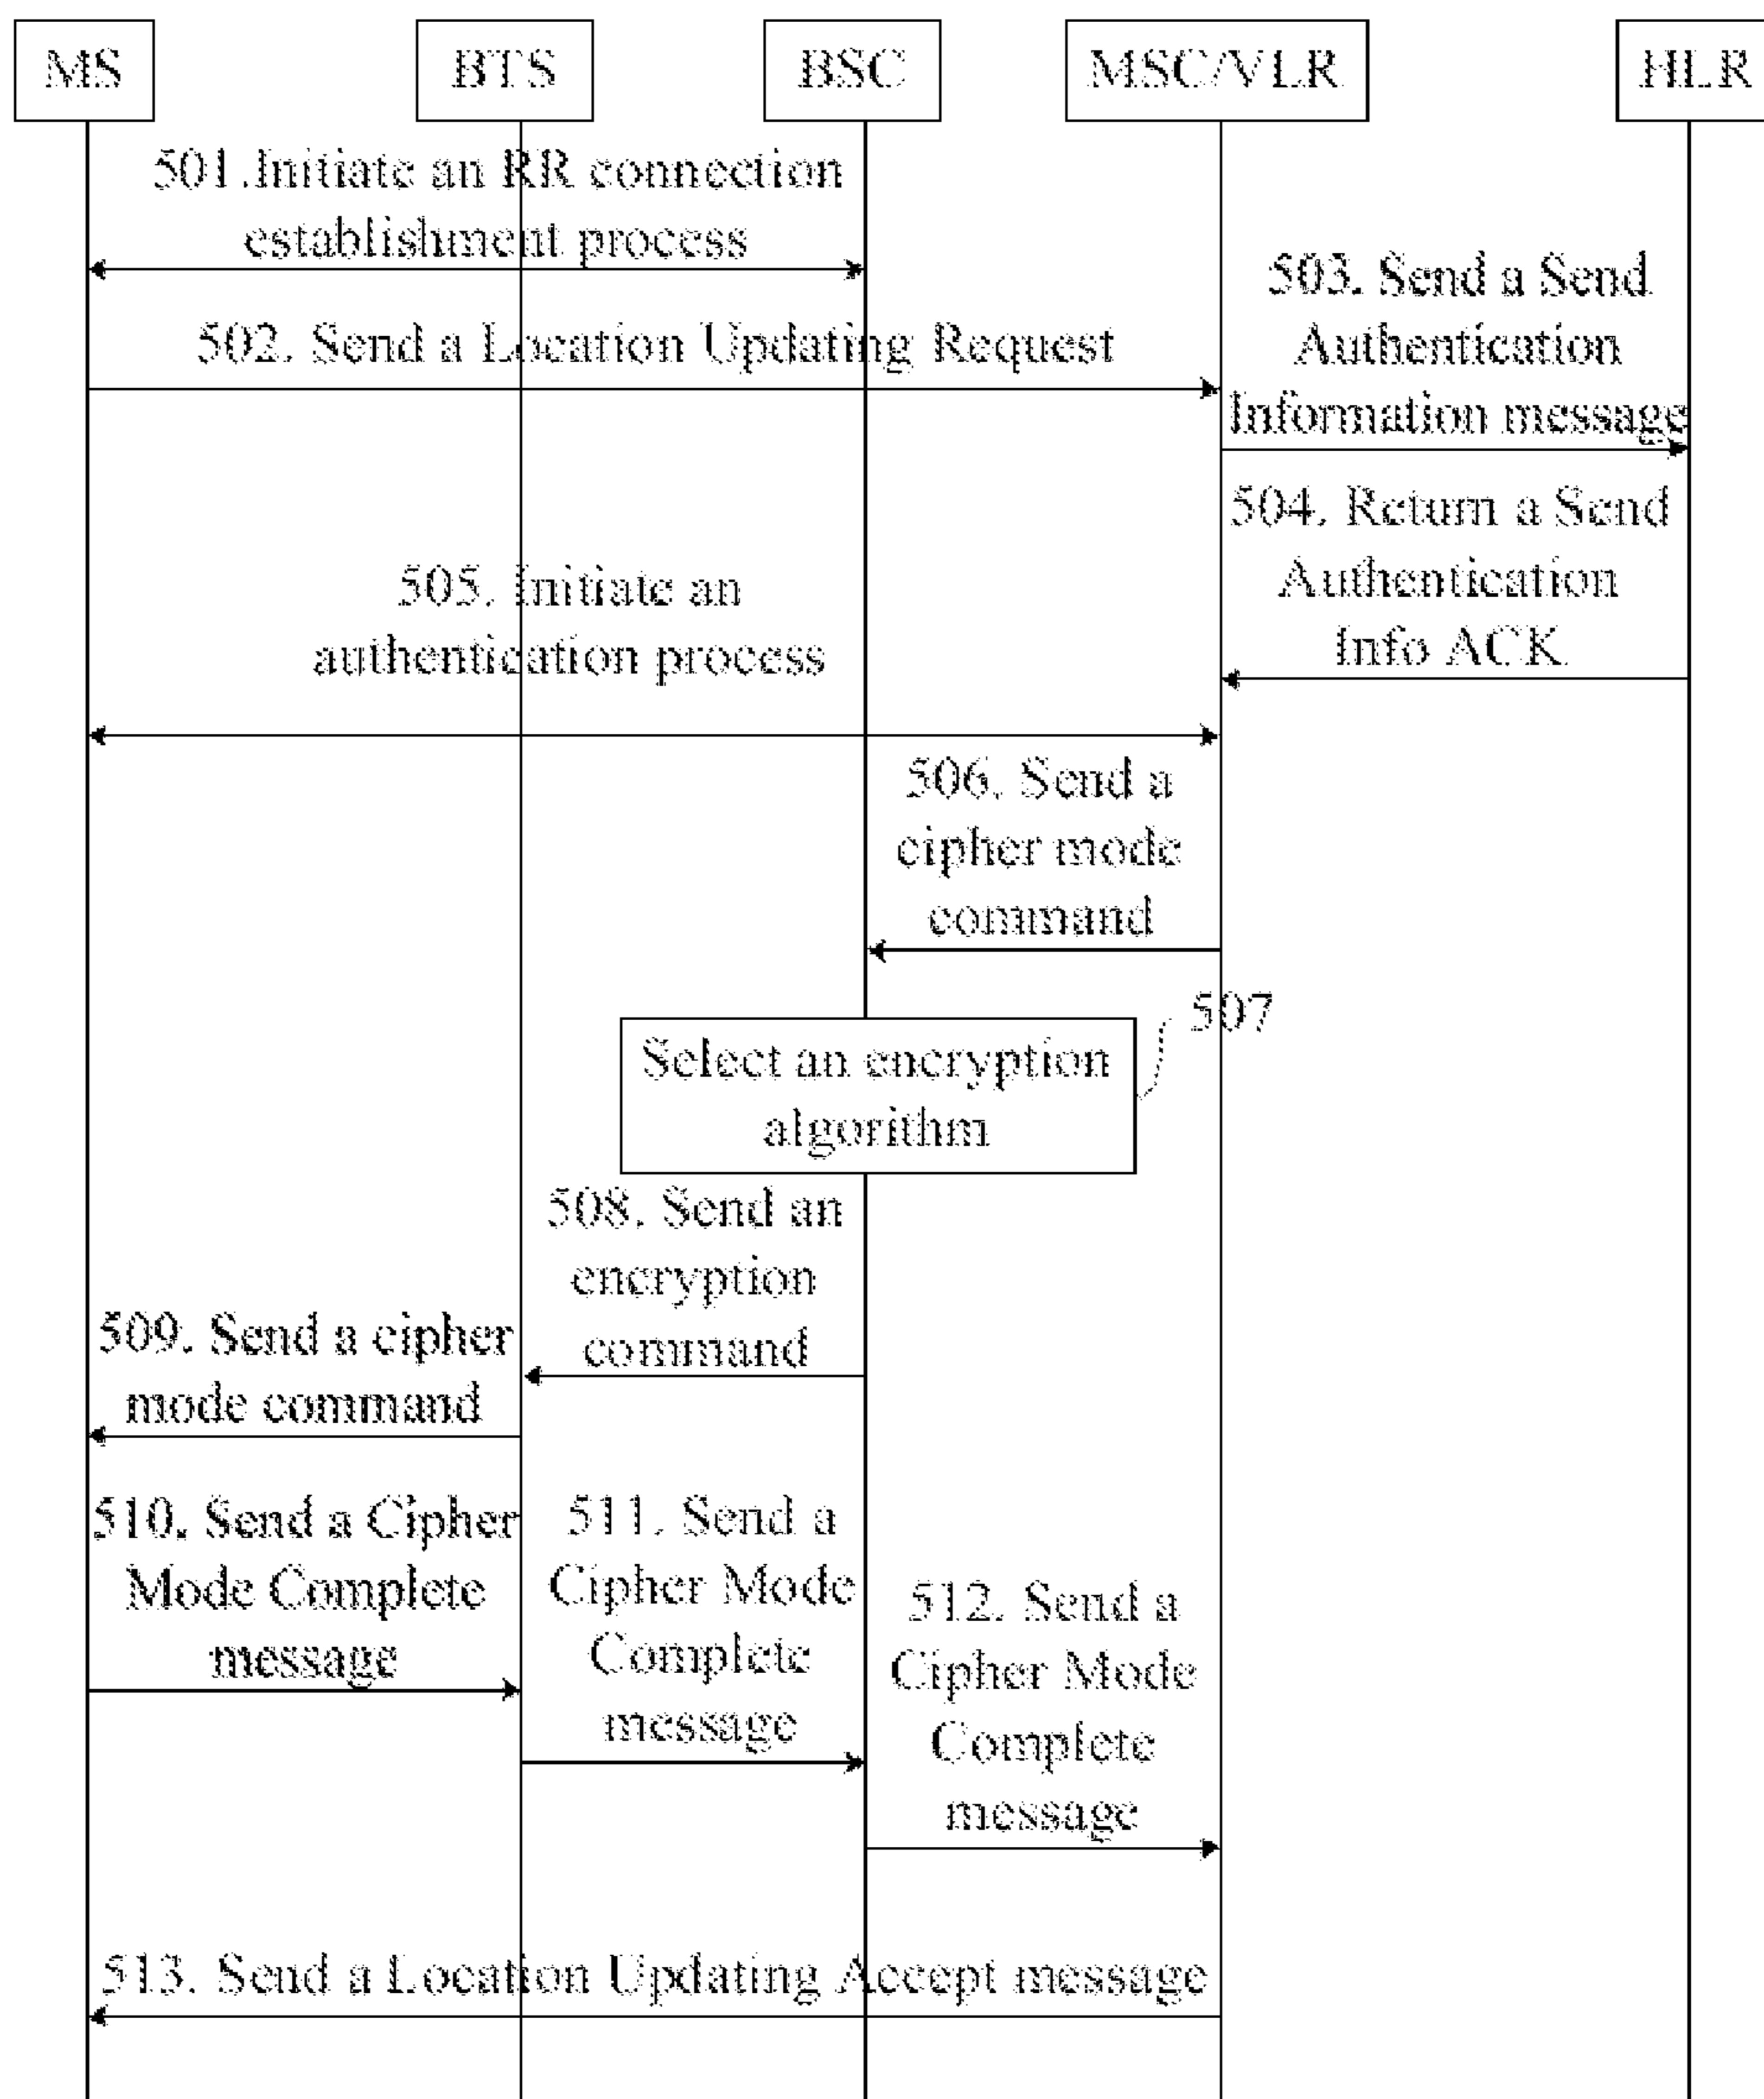 MS
BTS
BSC
MSC/VLR
HLR
501.Initiate an RR connection
establishment process
502. Send a Location Updating Request
503. Send a Send
Authentication
Information message
504. Return a Send
Authentication
Info ACK
505. Initiate an
authentication process
506. Send a
cipher mode
command
507
Select an encryption
algorithm
508. Send an
encryption
command
509. Send a cipher
mode command
510. Send a Cipher
Mode Complete
message
511. Send a
Cipher Mode
Complete
message
512. Send a
Cipher Mode
Complete
message
513. Send a Location Updating Accept message